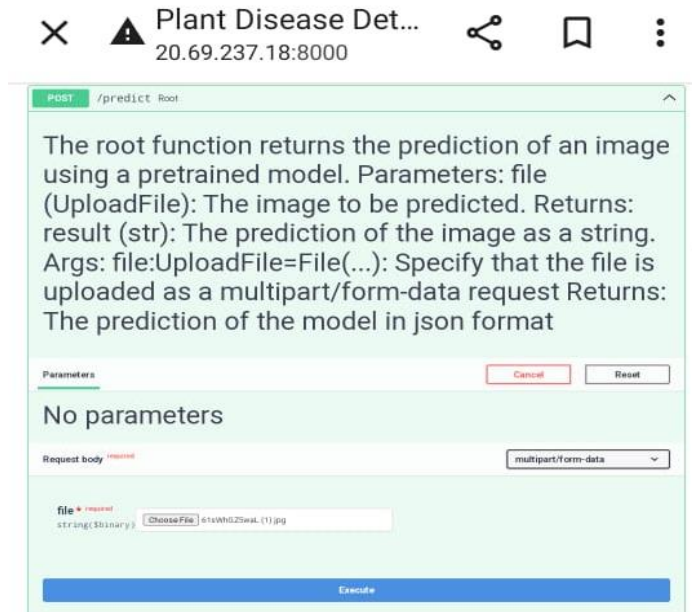 Plant Disease Det...
20.69.237.18:8000
POST /predict Root
The root function returns the prediction of an image
using a pretrained model. Parameters: file
(UploadFile): The image to be predicted. Returns:
result (str): The prediction of the image as a string.
Args: file:UploadFile=File(...): Specify that the file is
uploaded as a multipart/form-data request Returns:
The prediction of the model in json format
Parameters Cancel Reset
No parameters
Request body required multipart/form-data
file * required
string($binary) Choose File 61sWhGZSwaL (1).jpg
Execute